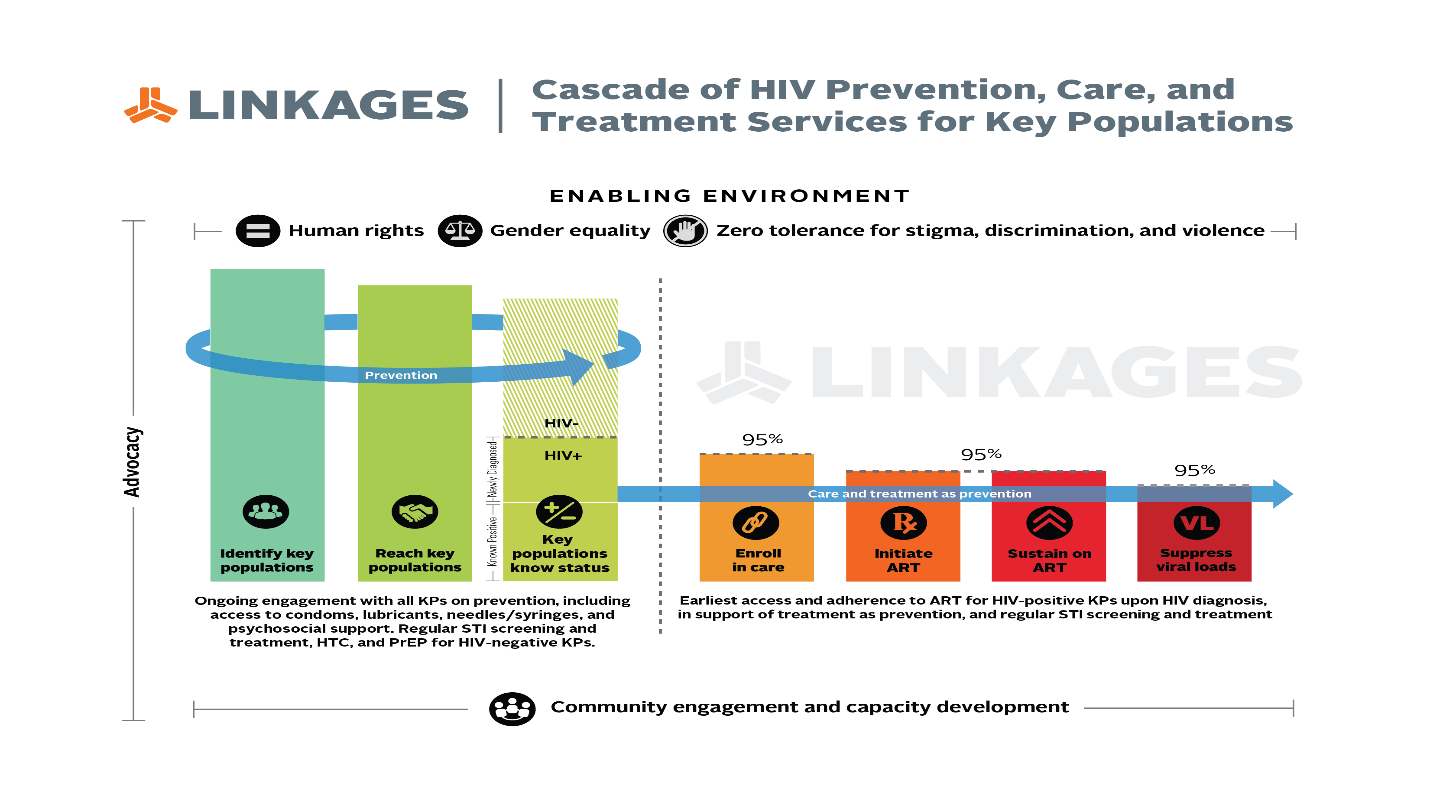 LINKAGES
Cascade of HIV Prevention, Care, and
Treatment Services for Key Populations
ENABLING ENVIRONMENT
Human rights
Gender equality
Zero tolerance for stigma, discrimination, and violence
Advocacy
Prevention
HIV-
HIV+
Newly Diagnosed
Known Positive
Identify key
populations
Reach key
populations
Key
populations
know status
LINKAGES
95%
95%
95%
Care and treatment as prevention
Enroll
in care
Rx
Initiate
ART
Sustain on
ART
VL
Suppress
viral loads
Ongoing engagement with all KPs on prevention, including
access to condoms, lubricants, needles/syringes, and
psychosocial support. Regular STI screening and
treatment, HTC, and PrEP for HIV-negative KPs.
Earliest access and adherence to ART for HIV-positive KPs upon HIV diagnosis,
in support of treatment as prevention, and regular STI screening and treatment
Community engagement and capacity development